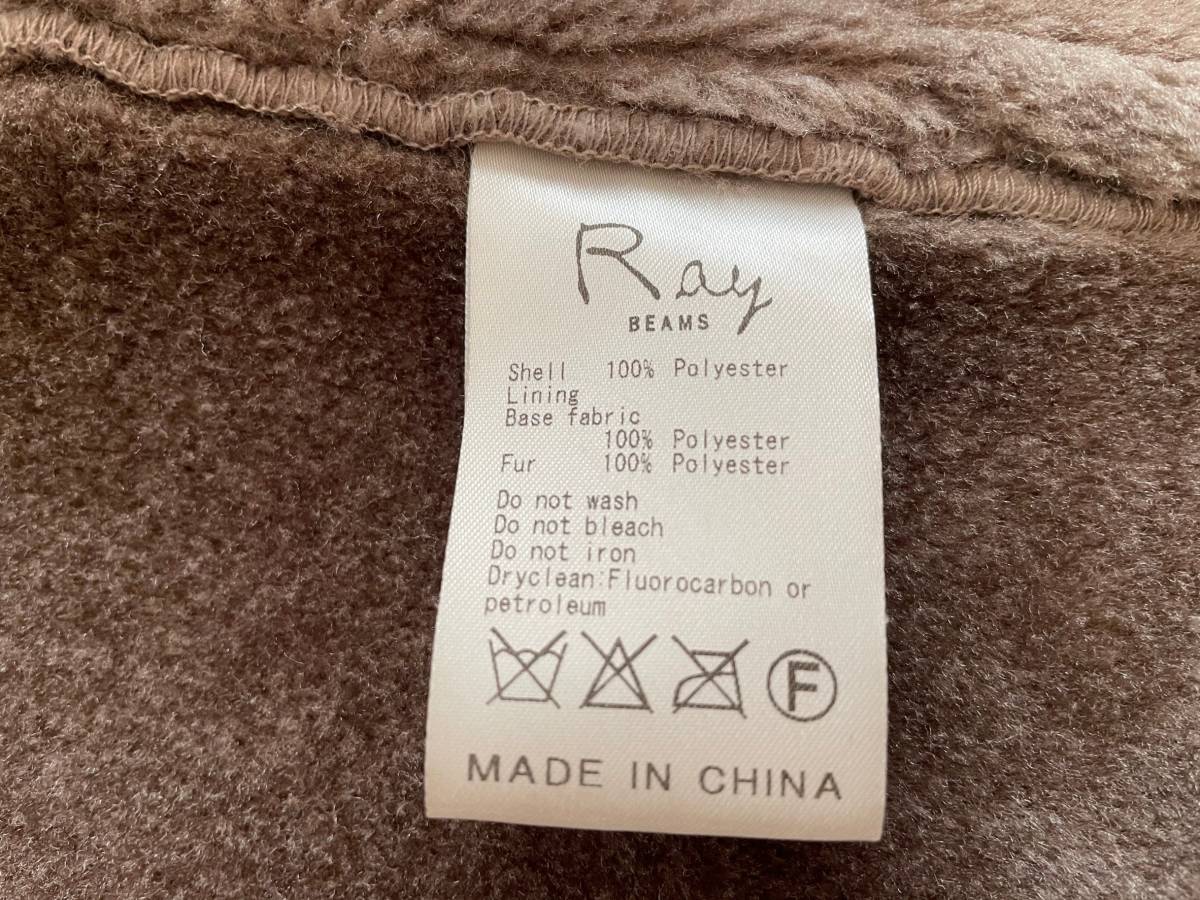 Ray
BEAMS
Shell 100% Polyester
Lining
Base fabric
100% Polyester
Fur 100% Polyester
Do not wash
Do not bleach
Do not iron
Dryclean:Fluorocarbon or
petroleum
F
MADE IN CHINA